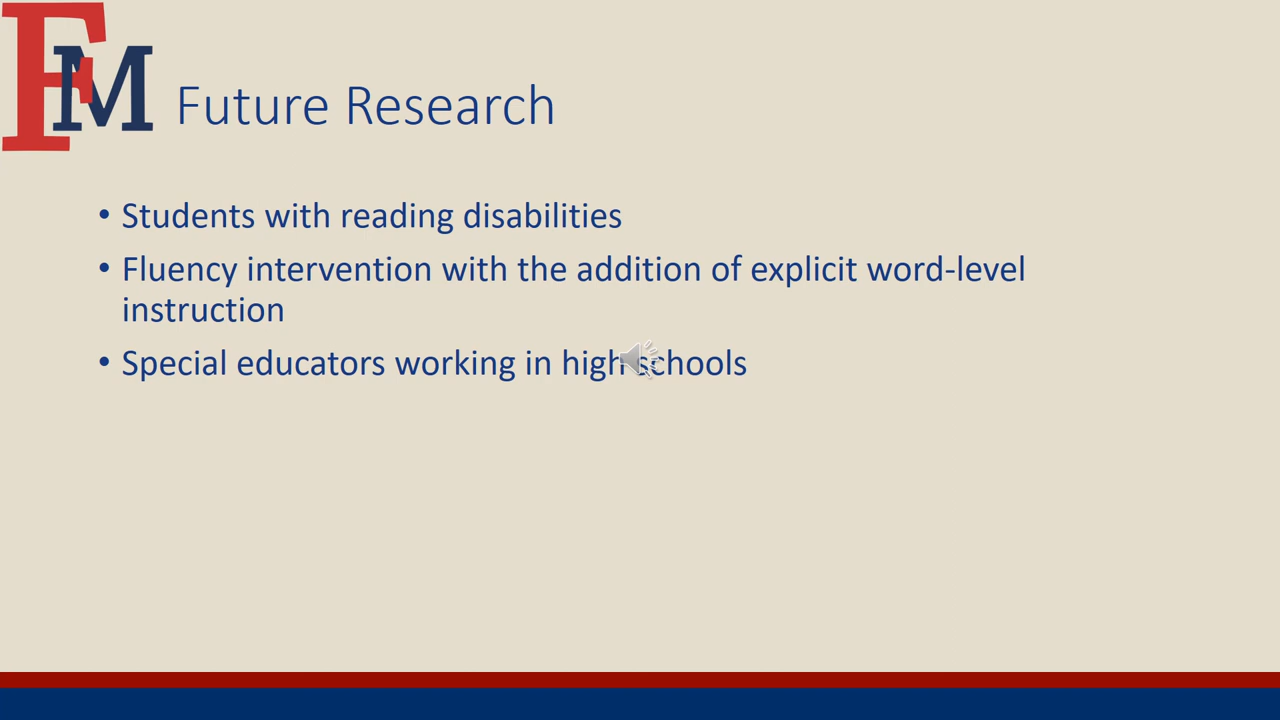 FM
Future Research
• Students with reading disabilities
• Fluency intervention with the addition of explicit word-level
instruction
• Special educators working in high schools